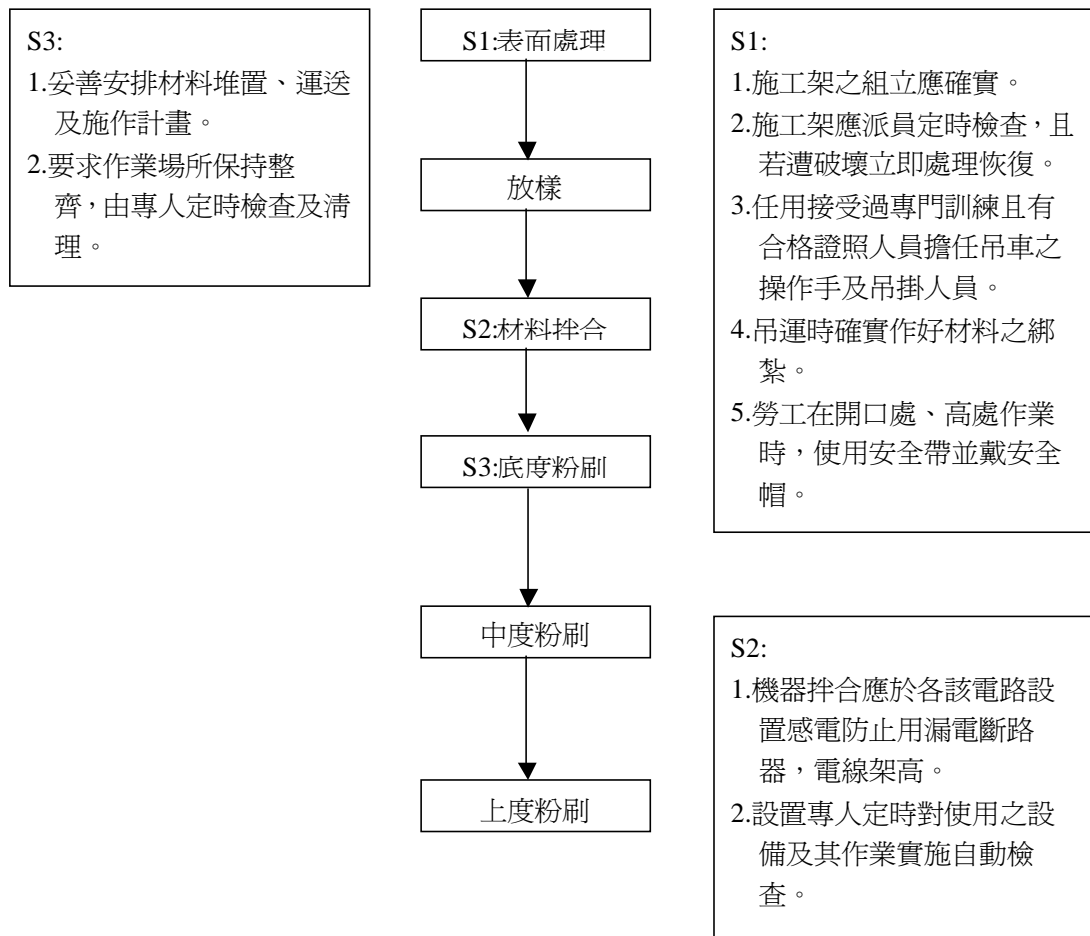 S3:
1.妥善安排材料堆置、運送
及施作計畫。
2.要求作業場所保持整
齊，由專人定時檢查及清
理。
S1:表面處理
放樣
S2:材料拌合
S3:底度粉刷
中度粉刷
上度粉刷
S1:
1.施工架之組立應確實。
2.施工架應派員定時檢查，且
若遭破壞立即處理恢復。
3.任用接受過專門訓練且有
合格證照人員擔任吊車之
操作手及吊掛人員。
4.吊運時確實作好材料之綁
紮。
5.勞工在開口處、高處作業
時，使用安全帶並戴安全
帽。
S2:
1.機器拌合應於各該電路設
置感電防止用漏電斷路
器，電線架高。
2.設置專人定時對使用之設
備及其作業實施自動檢
查。